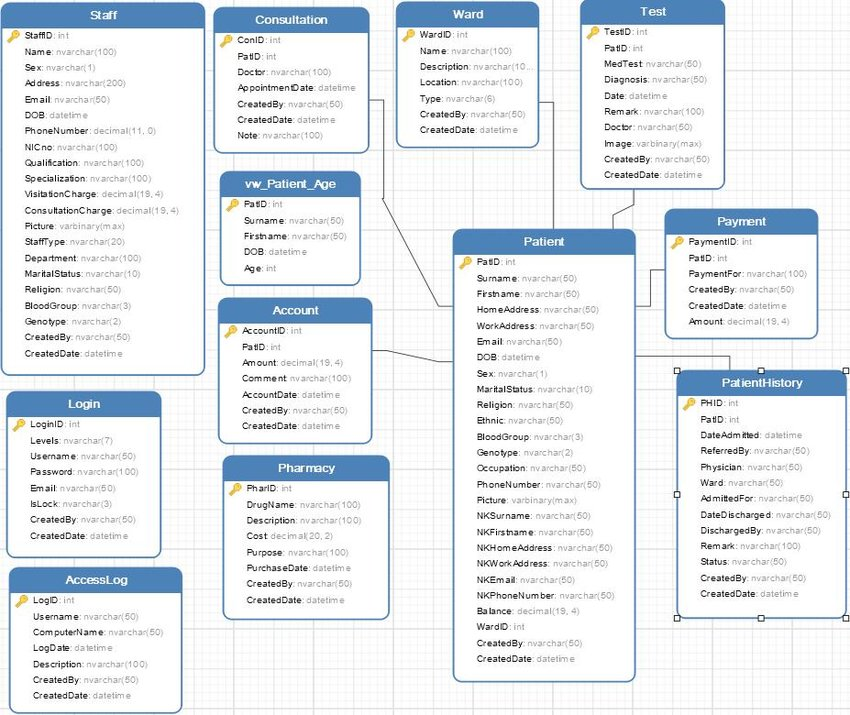 Staff
StaffID: int
Name: nvarchar(100)
Sex: nvarchar(1)
Address: nvarchar(200)
Email: nvarchar(50)
DOB: datetime
PhoneNumber: decimal(11, 0)
NICno: nvarchar(100)
Qualification: nvarchar(100)
Specialization: nvarchar(100)
VisitationCharge: decimal(19, 4)
ConsultationCharge: decimal(19, 4)
Picture: varbinary(max)
StaffType: nvarchar(20)
Department: nvarchar(100)
MaritalStatus: nvarchar(10)
Religion: nvarchar(50)
BloodGroup: nvarchar(3)
Genotype: nvarchar(2)
CreatedBy: nvarchar(50)
CreatedDate: datetime
Consultation
ConID: int
PatID: int
Doctor: nvarchar(100)
AppointmentDate: datetime
CreatedBy: nvarchar(50)
CreatedDate: datetime
Note: nvarchar(100)
Ward
WardID: int
Name: nvarchar(100)
Description: nvarchar(10...
Location: nvarchar(100)
Type: nvarchar(6)
CreatedBy: nvarchar(50)
CreatedDate: datetime
Test
TestID: int
PatID: int
MedTest: nvarchar(50)
Diagnosis: nvarchar(50)
Date: datetime
Remark: nvarchar(100)
Doctor: nvarchar(50)
Image: varbinary(max)
CreatedBy: nvarchar(50)
CreatedDate: datetime
vw_Patient_Age
PatID: int
Surname: nvarchar(50)
Firstname: nvarchar(50)
DOB: datetime
Age: int
Patient
PatID: int
Surname: nvarchar(50)
Firstname: nvarchar(50)
HomeAddress: nvarchar(50)
WorkAddress: nvarchar(50)
Email: nvarchar(50)
DOB: datetime
Sex: nvarchar(1)
MaritalStatus: nvarchar(10)
Religion: nvarchar(50)
Ethnic: nvarchar(50)
BloodGroup: nvarchar(3)
Genotype: nvarchar(2)
Occupation: nvarchar(50)
PhoneNumber: nvarchar(50)
Picture: varbinary(max)
NKSurname: nvarchar(50)
NKFirstname: nvarchar(50)
NKHomeAddress: nvarchar(50)
NKWorkAddress: nvarchar(50)
NKEmail: nvarchar(50)
NKPhoneNumber: nvarchar(50)
Balance: decimal(19, 4)
WardID: int
CreatedBy: nvarchar(50)
CreatedDate: datetime
Payment
PaymentID: int
PatID: int
PaymentFor: nvarchar(100)
CreatedBy: nvarchar(50)
CreatedDate: datetime
Amount: decimal(19, 4)
Account
AccountID: int
PatID: int
Amount: decimal(19, 4)
Comment: nvarchar(100)
AccountDate: datetime
CreatedBy: nvarchar(50)
CreatedDate: datetime
PatientHistory
PHID: int
PatID: int
DateAdmitted: datetime
ReferredBy: nvarchar(50)
Physician: nvarchar(50)
Ward: nvarchar(50)
AdmittedFor: nvarchar(50)
DateDischarged: nvarchar(50)
DischargedBy: nvarchar(50)
Remark: nvarchar(100)
Status: nvarchar(50)
CreatedBy: nvarchar(50)
CreatedDate: datetime
Login
LoginID: int
Levels: nvarchar(7)
Username: nvarchar(50)
Password: nvarchar(100)
Email: nvarchar(50)
IsLock: nvarchar(3)
CreatedBy: nvarchar(50)
CreatedDate: datetime
Pharmacy
PharID: int
DrugName: nvarchar(100)
Description: nvarchar(100)
Cost: decimal(20, 2)
Purpose: nvarchar(100)
PurchaseDate: datetime
CreatedBy: nvarchar(50)
CreatedDate: datetime
AccessLog
LogID: int
Username: nvarchar(50)
ComputerName: nvarchar(50)
LogDate: datetime
Description: nvarchar(100)
CreatedBy: nvarchar(50)
CreatedDate: datetime